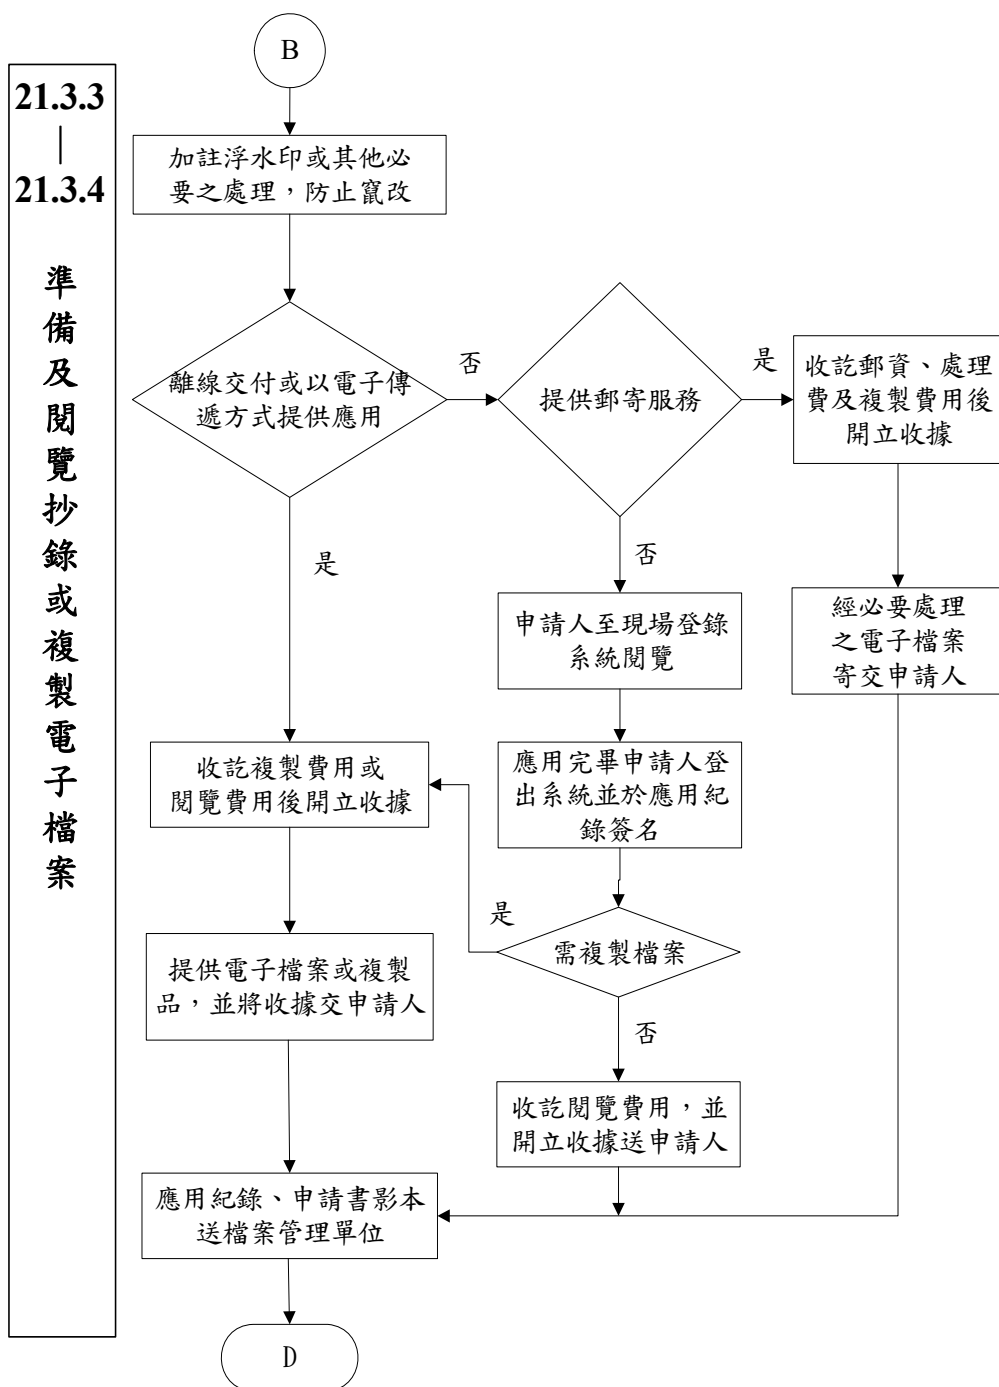 21.3.3
｜
21.3.4
準備及閱覽抄錄或複製電子檔案
B
加註浮水印或其他必
要之處理，防止竄改
離線交付或以電子傳
遞方式提供應用
否
提供郵寄服務
是
收訖郵資、處理
費及複製費用後
開立收據
是
否
申請人至現場登錄
系統閱覽
經必要處理
之電子檔案
寄交申請人
收訖複製費用或
閱覽費用後開立收據
應用完畢申請人登
出系統並於應用紀
錄簽名
是
需複製檔案
提供電子檔案或複製
品，並將收據交申請人
否
收訖閱覽費用，並
開立收據送申請人
應用紀錄、申請書影本
送檔案管理單位
D